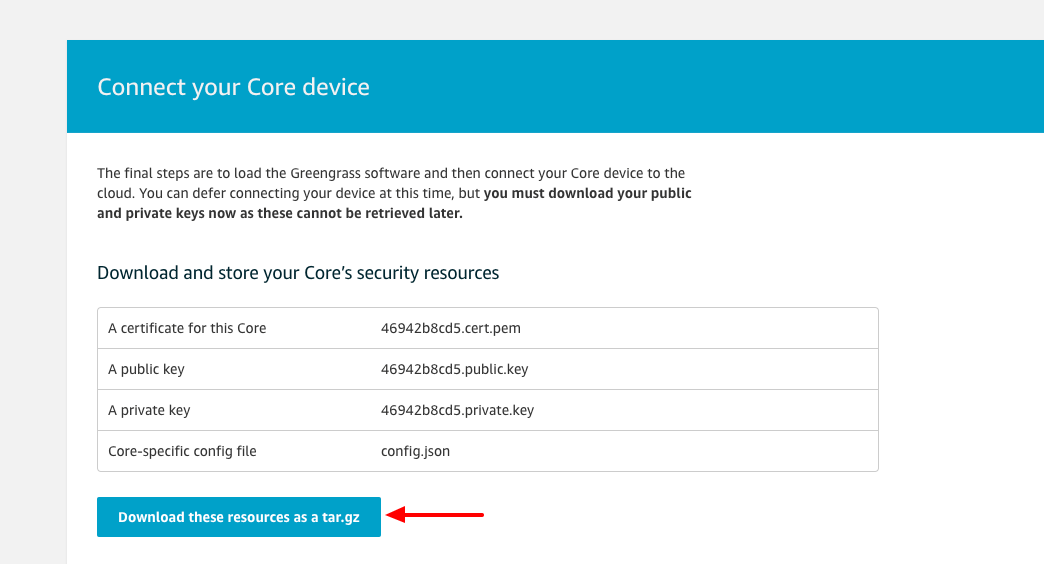 Connect your Core device
The final steps are to load the Greengrass software and then connect your Core device to the
cloud. You can defer connecting your device at this time, but you must download your public
and private keys now as these cannot be retrieved later.
Download and store your Core's security resources
A certificate for this Core 46942b8cd5.cert.pem
A public key 46942b8cd5.public.key
A private key 46942b8cd5.private.key
Core-specific config file config.json
Download these resources as a tar.gz